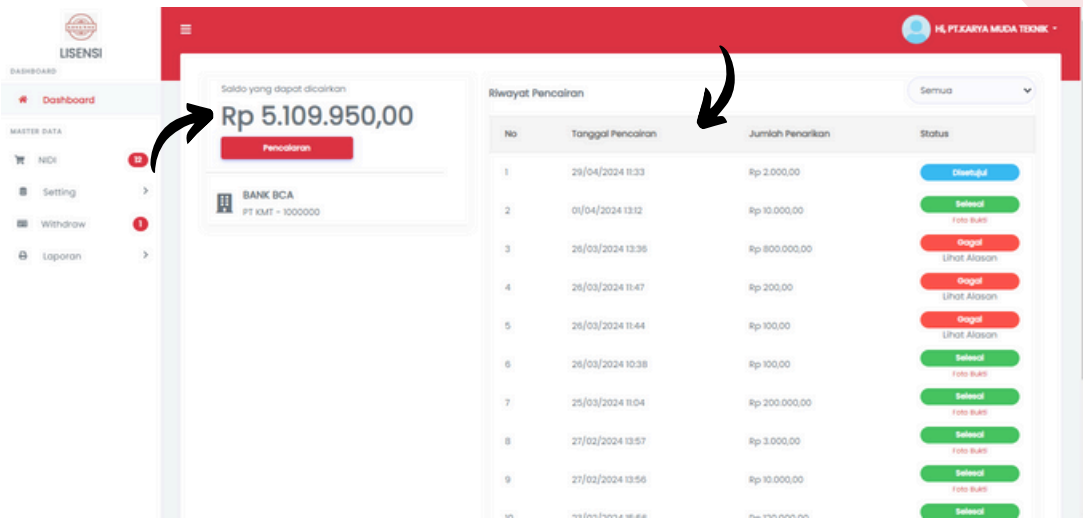 LISENSI
DASHBOARD
Dashboard
MASTER DATA
NIDI 12
Setting
Withdraw 1
Laporan
Hi, PT.KARYA MUDA TEKNIK
Saldo yang dapat dicairkan
Rp 5.109.950,00
Pencaiaran
BANK BCA
PT KMT - 1000000
Riwayat Pencairan
Semua
No Tanggal Pencairan Jumlah Penarikan Status
1 29/04/2024 11:33 Rp 2.000,00 Disetujui
2 01/04/2024 13:12 Rp 10.000,00 Selesai
Foto Bukti
3 26/03/2024 13:36 Rp 800.000,00 Gagal
Lihat Alasan
4 26/03/2024 11:47 Rp 200,00 Gagal
Lihat Alasan
5 26/03/2024 11:44 Rp 100,00 Gagal
Lihat Alasan
6 26/03/2024 10:38 Rp 100,00 Selesai
Foto Bukti
7 25/03/2024 11:04 Rp 200.000,00 Selesai
Foto Bukti
8 27/02/2024 13:57 Rp 3.000,00 Selesai
Foto Bukti
9 27/02/2024 13:56 Rp 10.000,00 Selesai
Foto Bukti
10 Selesai